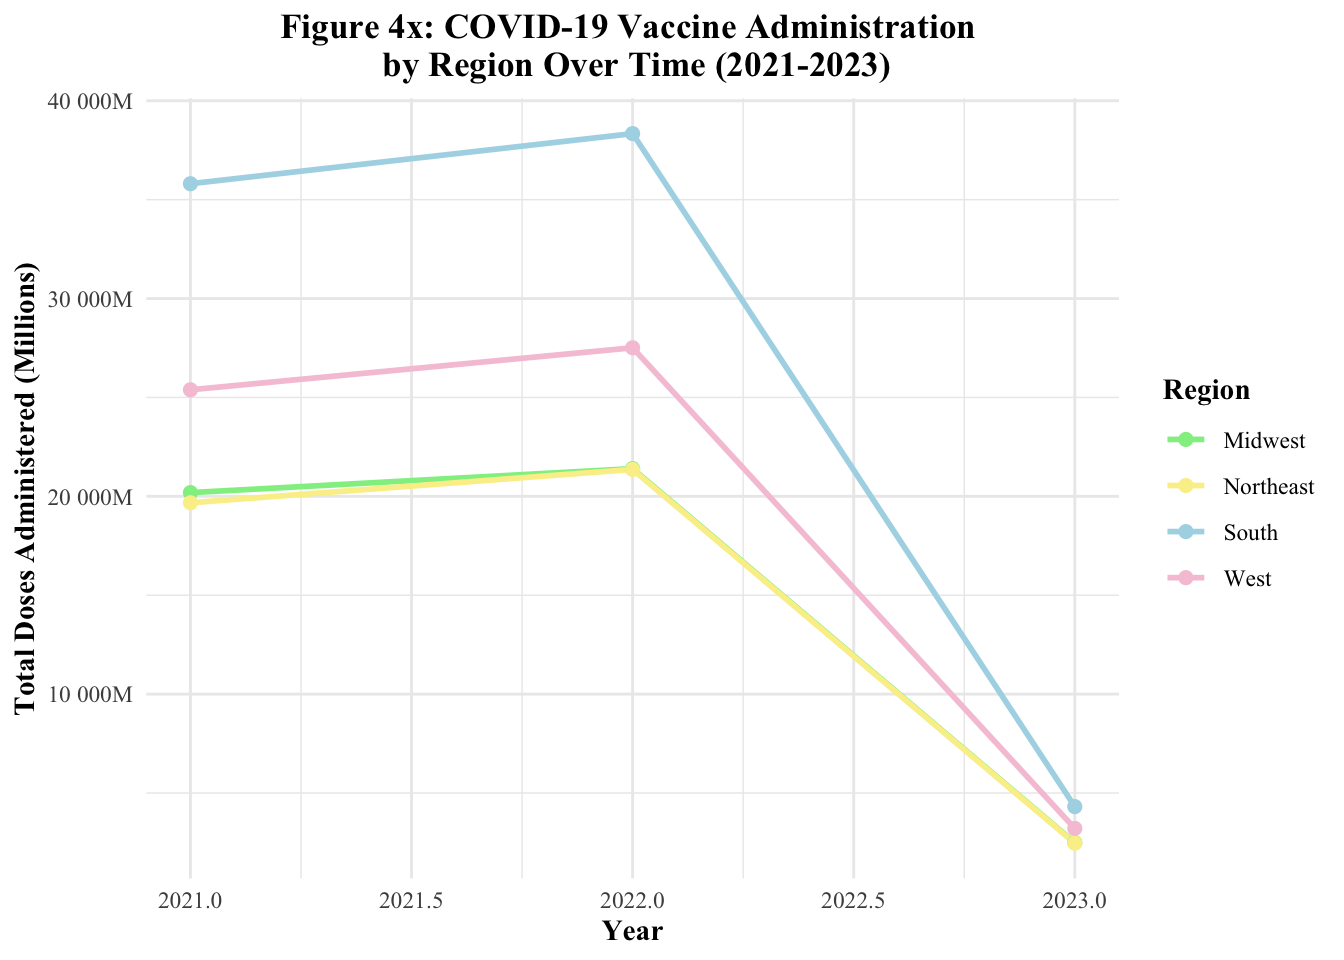 Figure 4x: COVID-19 Vaccine Administration
by Region Over Time (2021-2023)
Total Doses Administered (Millions)
40 000M
30 000M
20 000M
10 000M
2021.0
2021.5
2022.0
2022.5
2023.0
Year
Region
Midwest
Northeast
South
West